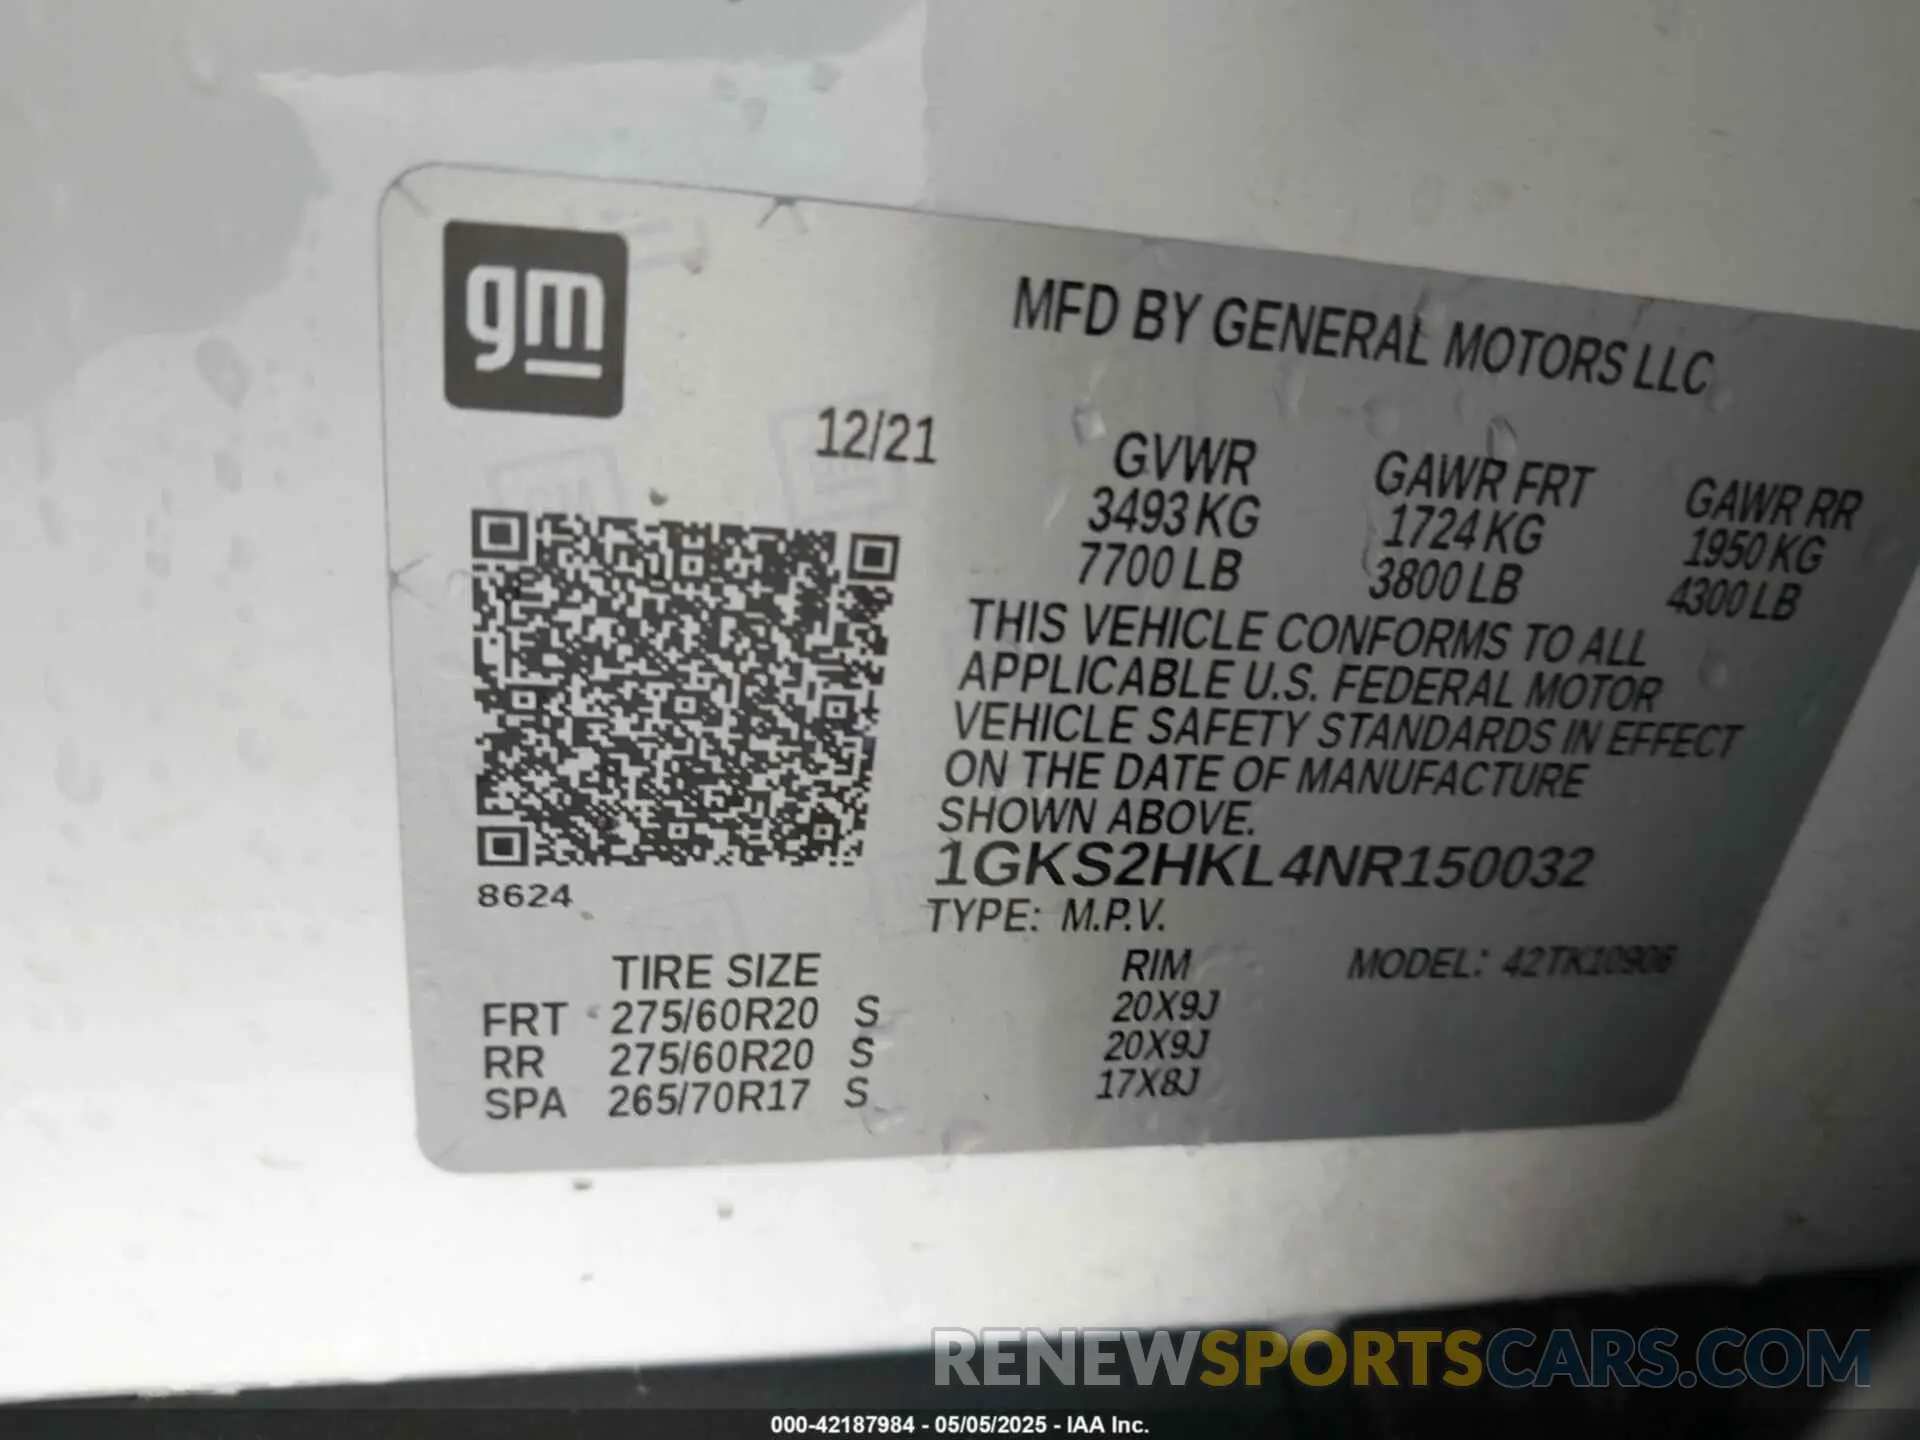 gm
MFD BY GENERAL MOTORS LLC
12/21
GVWR GAWR FRT GAWR RR
3493 KG 1724 KG 1950 KG
7700 LB 3800 LB 4300 LB
THIS VEHICLE CONFORMS TO ALL
APPLICABLE U.S. FEDERAL MOTOR
VEHICLE SAFETY STANDARDS IN EFFECT
ON THE DATE OF MANUFACTURE
SHOWN ABOVE.
1GKS2HKL4NR150032
8624
TYPE: M.P.V.
TIRE SIZE RIM MODEL: 42TK10906
FRT 275/60R20 S 20X9J
RR 275/60R20 S 20X9J
SPA 265/70R17 S 17X8J
RENEWSPORTSCARS.COM
000-42187984 - 05/05/2025 - IAA Inc.